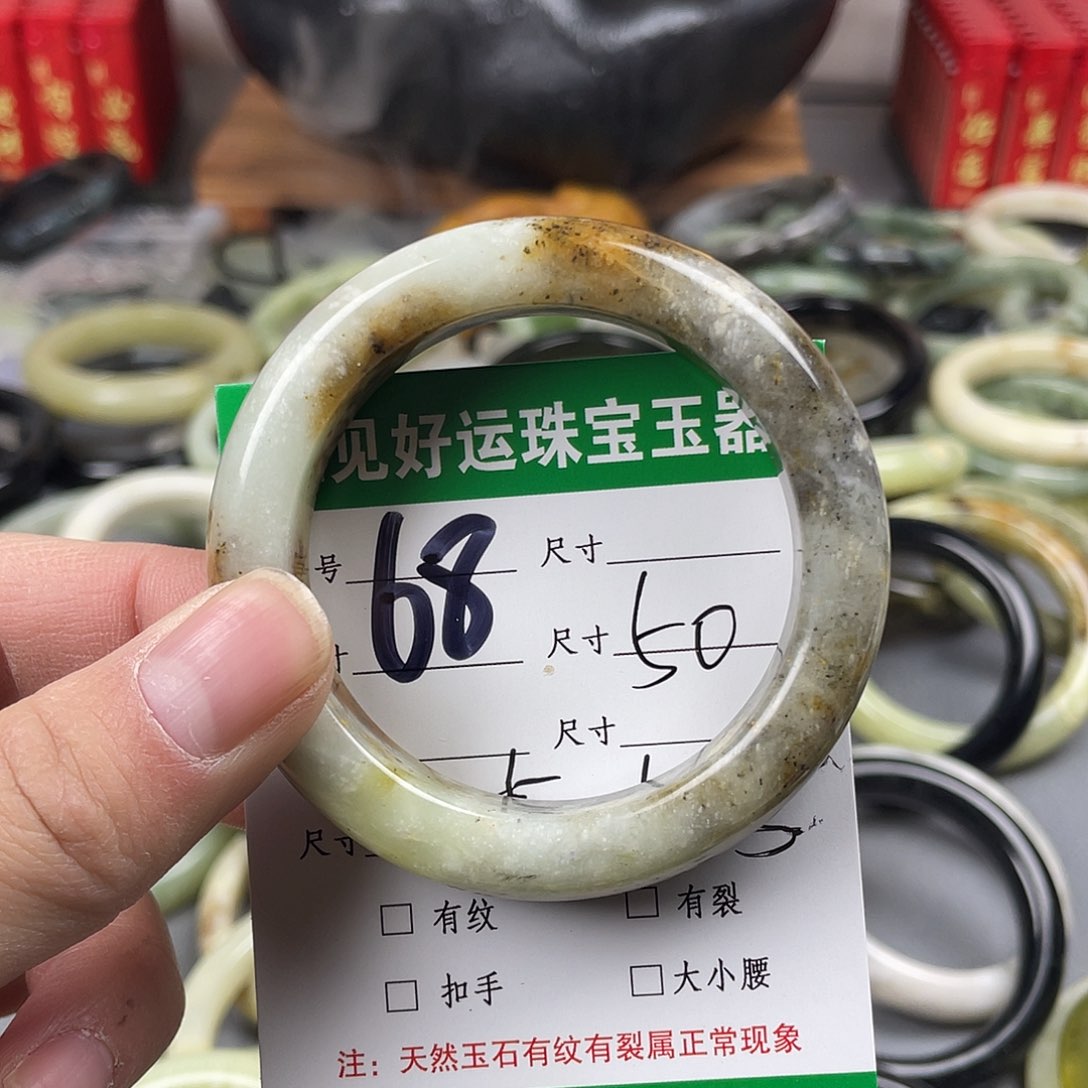 见好运珠宝玉器
号 68 尺寸
寸 尺寸 50
尺寸
尺寸
□ 有纹 □ 有裂
□ 扣手 □ 大小腰
注：天然玉石有纹有裂属正常现象